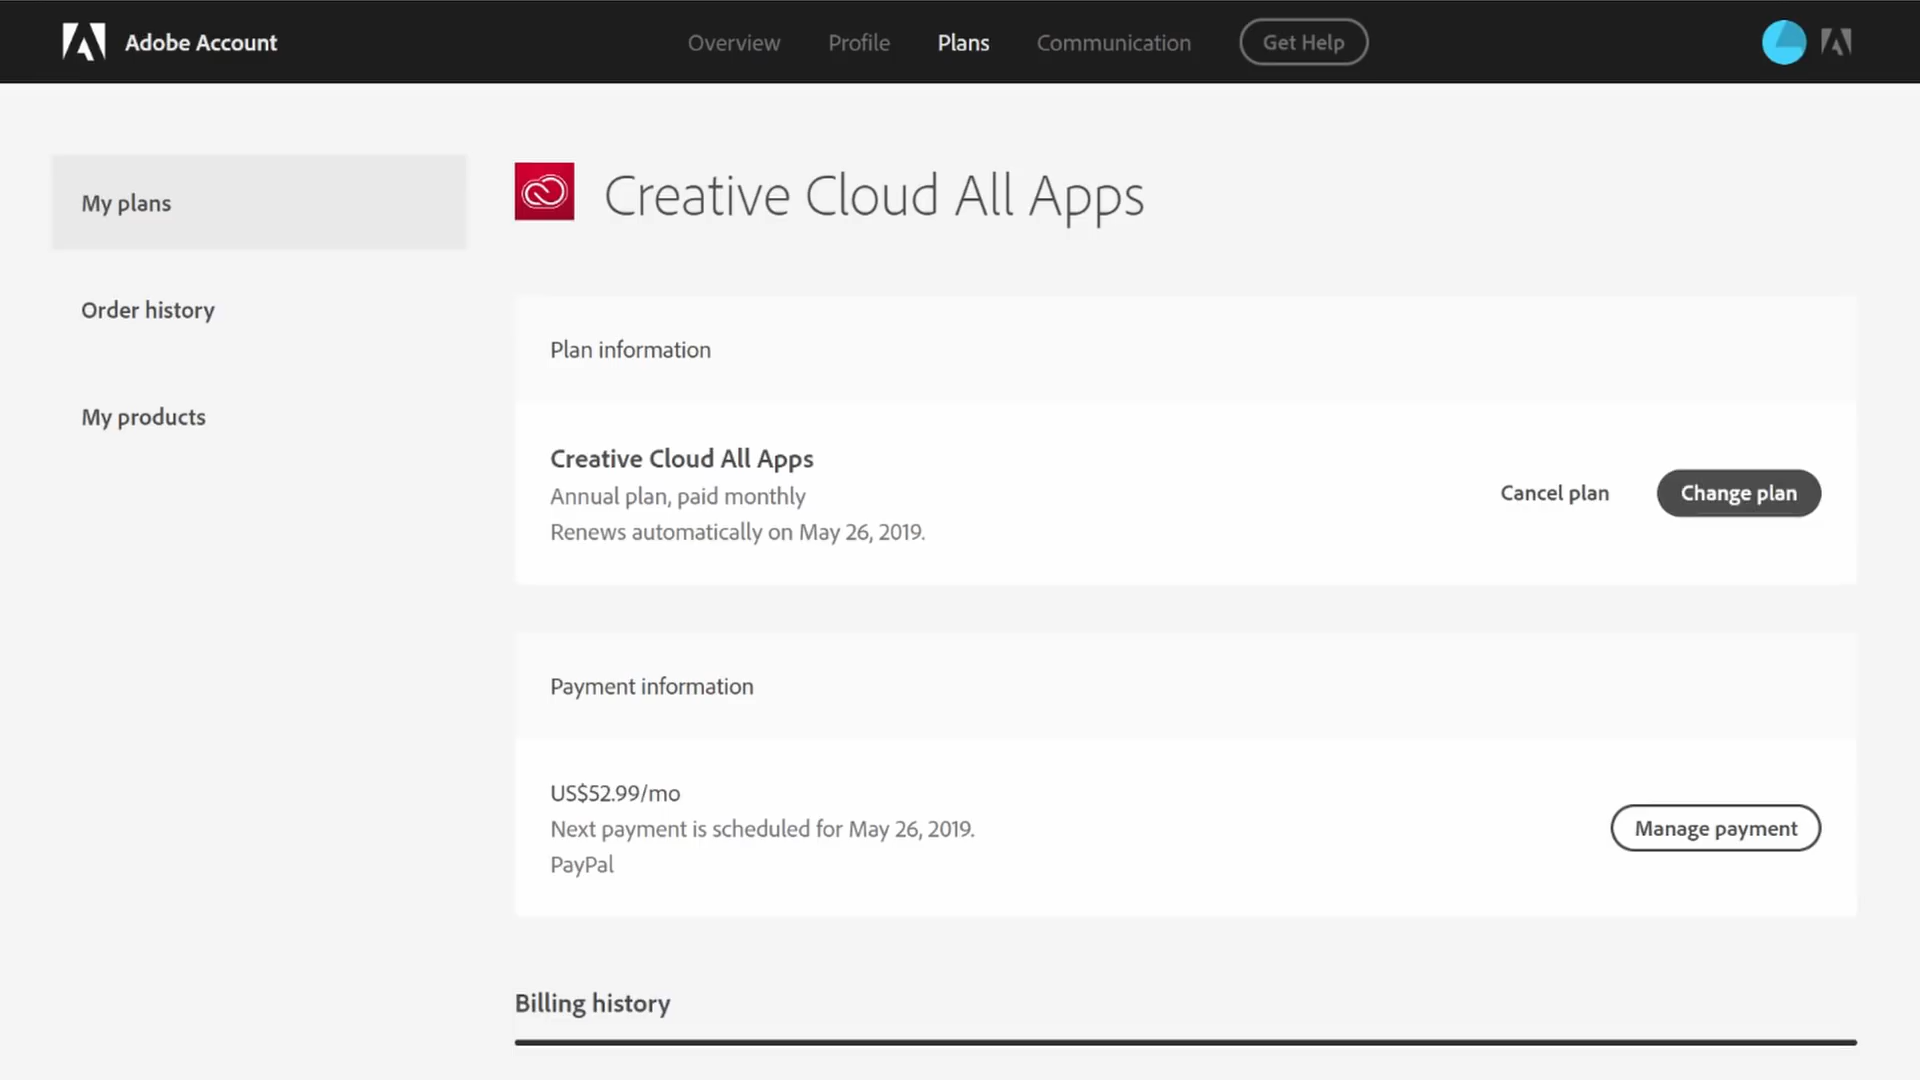 Adobe Account
Overview
Profile
Plans
Communication
Get Help
My plans
Order history
My products
Creative Cloud All Apps
Plan information
Creative Cloud All Apps
Annual plan, paid monthly
Renews automatically on May 26, 2019.
Cancel plan
Change plan
Payment information
US$52.99/mo
Next payment is scheduled for May 26, 2019.
PayPal
Manage payment
Billing history